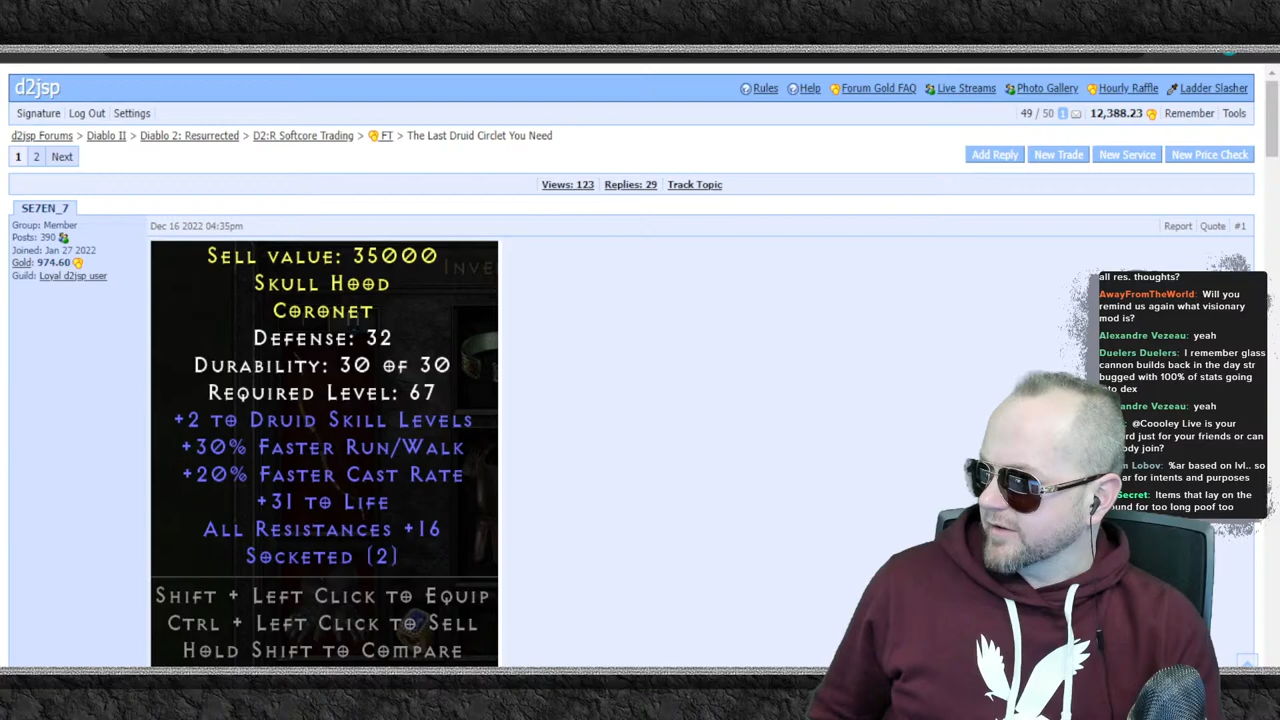 d2jsp
Rules Help Forum Gold FAQ Live Streams Photo Gallery Hourly Raffle Ladder Slasher
Signature Log Out Settings
49 / 50 1 12,388.23 Remember Tools
d2jsp Forums > Diablo II > Diablo 2: Resurrected > D2:R Softcore Trading > FT > The Last Druid Circlet You Need
1 2 Next
Add Reply New Trade New Service New Price Check
Views: 123 Replies: 29 Track Topic
SE7EN_7
Group: Member
Posts: 390
Joined: Jan 27 2022
Gold: 974.60
Guild: Loyal d2jsp user
Dec 16 2022 04:35pm
Report Quote #1
Sell value: 35000
Skull Hood
Coronet
Defense: 32
Durability: 30 of 30
Required Level: 67
+2 to Druid Skill Levels
+30% Faster Run/Walk
+20% Faster Cast Rate
+31 to Life
All Resistances +16
Socketed (2)
Shift + Left Click to Equip
Ctrl + Left Click to Sell
Hold Shift to Compare
all res. thoughts?
AwayFromTheWorld: Will you
remind us again what visionary
mod is?
Alexandre Vezeau: yeah
Duelers Duelers: I remember glass
cannon builds back in the day str
bugged with 100% of stats going
to dex
andre Vezeau: yeah
: @Coooley Live is your
rd just for your friends or can
body join?
Lobov: %ar based on lvl.. so
ar for intents and purposes
Secret: Items that lay on the
ound for too long poof too